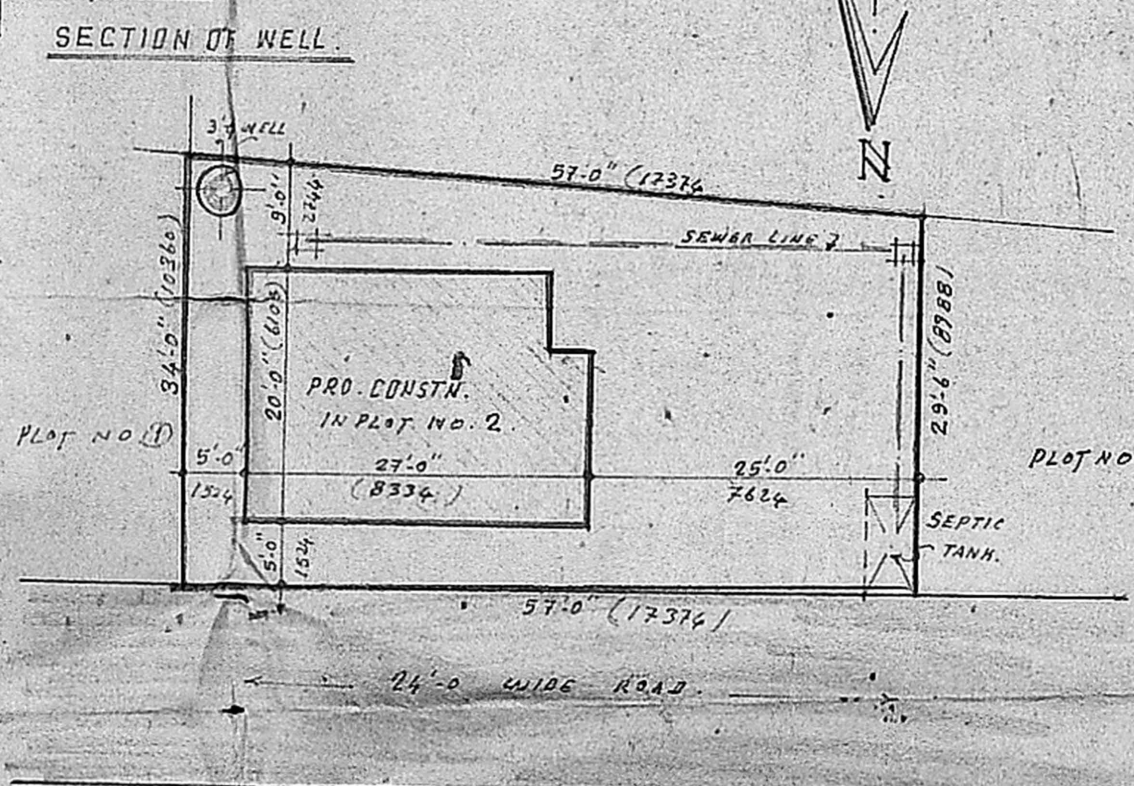 SECTION OF WELL.
N
3'φ WELL
57'-0" (17374
9'-0"
2744
SEWER LINE
34'-0" (10360)
20'-0" (6105)
29'-6" (89881
PRO. CONSTN.
IN PLOT NO. 2.
PLOT NO. 1
PLOT NO
5'-0"
1524
27'-0"
(8334)
25'-0"
7624
SEPTIC
TANK.
5'-0"
1524
57'-0" (17374)
24'-0 WIDE ROAD.